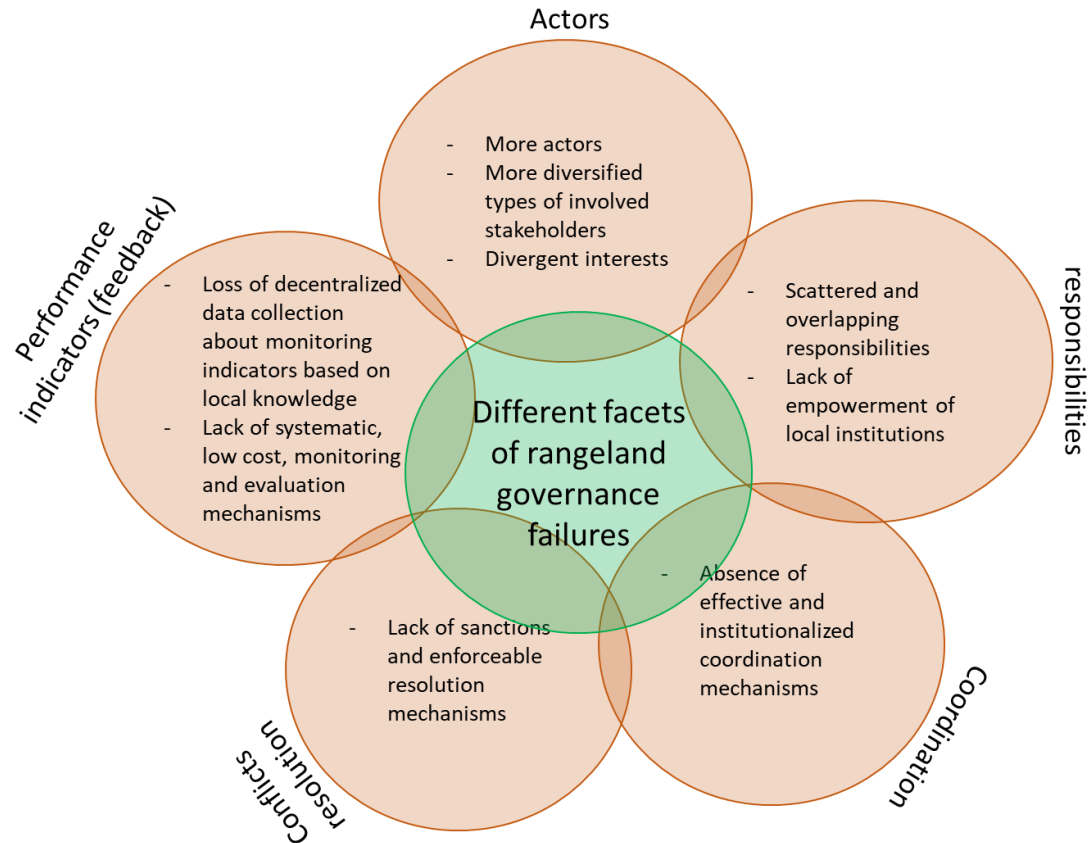 Actors
- More actors
- More diversified
types of involved
stakeholders
- Divergent interests
responsibilities
- Scattered and
overlapping
responsibilities
- Lack of
empowerment of
local institutions
Coordination
- Absence of
effective and
institutionalized
coordination
mechanisms
Conflicts
resolution
- Lack of sanctions
and enforceable
resolution
mechanisms
Performance
indicators (feedback)
- Loss of decentralized
data collection
about monitoring
indicators based on
local knowledge
- Lack of systematic,
low cost, monitoring
and evaluation
mechanisms
Different facets
of rangeland
governance
failures